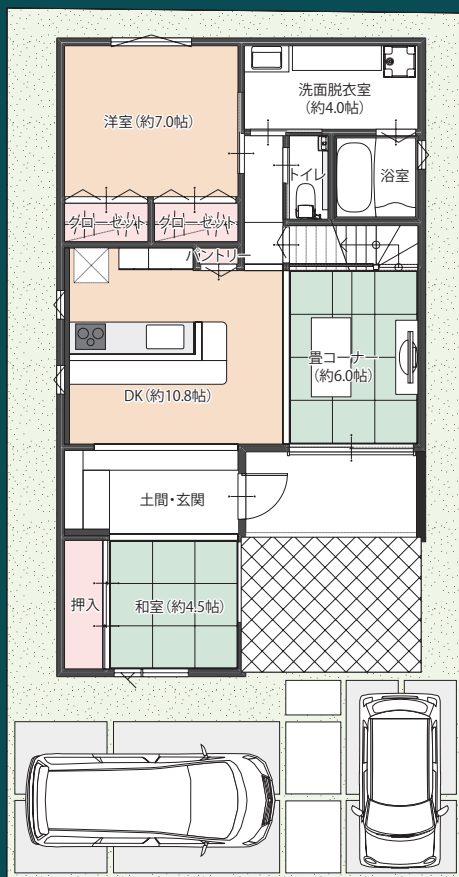 洗面脱衣室
(約4.0帖)
洋室(約7.0帖)
トイレ
浴室
クローゼット
クローゼット
パントリー
畳コーナー
(約6.0帖)
DK(約10.8帖)
土間・玄関
押入
和室(約4.5帖)